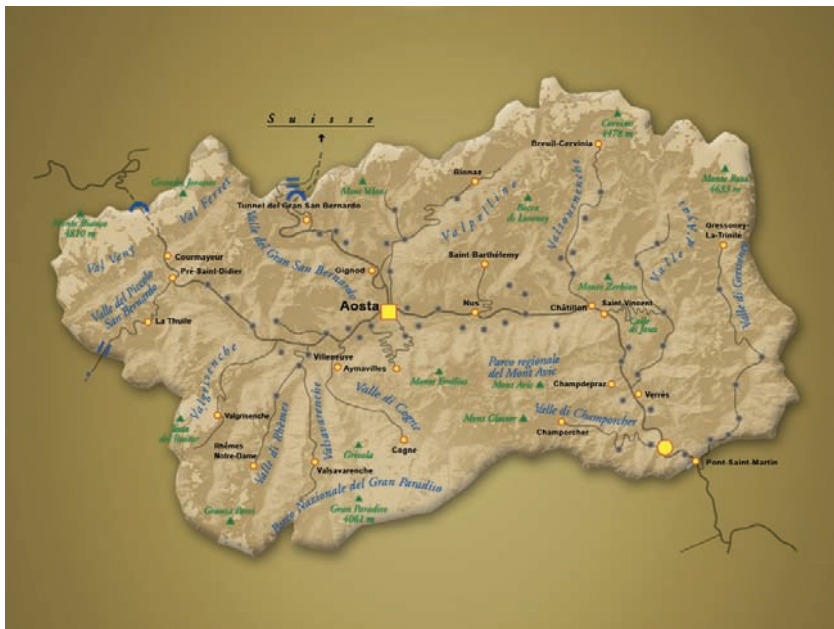 Suisse
Cervino
4478 m
Breuil-Cervinia
Monte Rosa
4633 m
Grandes Jorasses
Val Ferret
Mont Vélan
Bionaz
Tunnel del Gran San Bernardo
Valpelline
Becca
di Luseney
Valtournenche
Monte Bianco
4810 m
Val Veny
Valle del Gran San Bernardo
Valle d'Ayas
Gressoney-
La-Trinité
Courmayeur
Pré-Saint-Didier
Gignod
Saint-Barthélemy
Monte Zerbion
Valle del Piccolo
San Bernardo
La Thuile
Aosta
Nus
Châtillon
Saint-Vincent
Colle
di Joux
Valle di Gressoney
Villeneuve
Aymavilles
Monte Emilius
Parco regionale
del Mont Avic
Mont Avic
Champdepraz
Verrès
Valgrisenche
Valgrisenche
Valle di Rhêmes
Valsavarenche
Valle di Cogne
Mont Glacier
Valle di Champorcher
Champorcher
Rhêmes
Notre-Dame
Grivola
Cogne
Valsavarenche
Pont-Saint-Martin
Parco Nazionale del Gran Paradiso
Gran Paradiso
4061 m